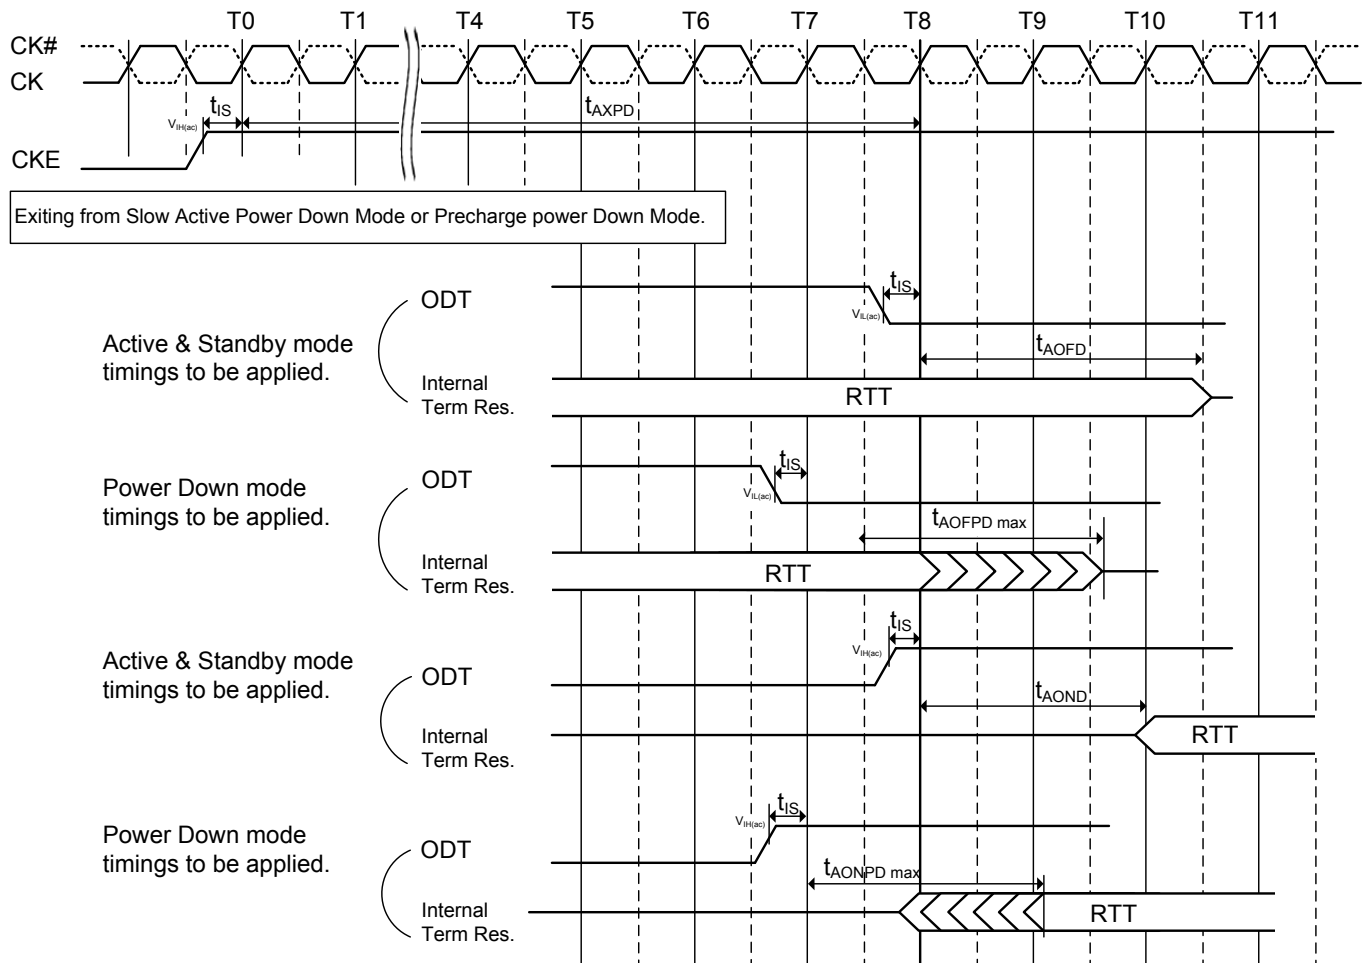 T0 T1 T4 T5 T6 T7 T8 T9 T10 T11
CK#
CK
tIS tAXPD
VIH(ac)
CKE
Exiting from Slow Active Power Down Mode or Precharge power Down Mode.
ODT
tIS
VIL(ac)
Active & Standby mode
timings to be applied.
tAOFD
Internal
Term Res.
RTT
ODT
tIS
VIL(ac)
Power Down mode
timings to be applied.
tAOFPD max
Internal
Term Res.
RTT
tIS
VIH(ac)
Active & Standby mode
timings to be applied.
ODT
tAOND
Internal
Term Res.
RTT
tIS
VIH(ac)
Power Down mode
timings to be applied.
ODT
tAONPD max
Internal
Term Res.
RTT